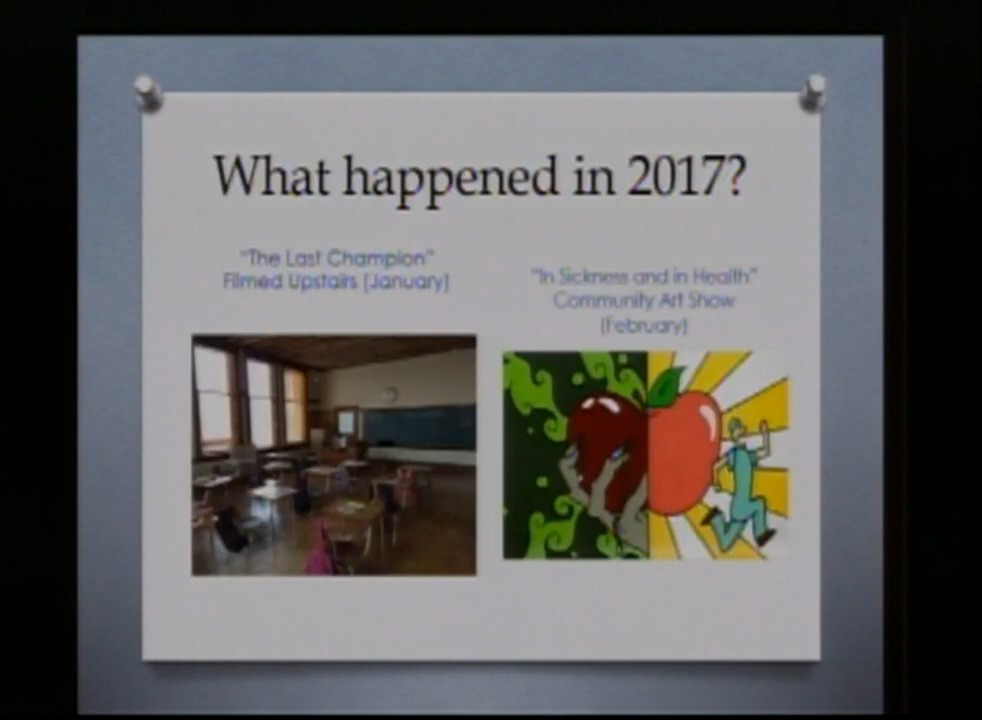 What happened in 2017?
"The Last Champion"
Filmed Upstairs (January)
"In Sickness and in Health"
Community Art Show
(February)